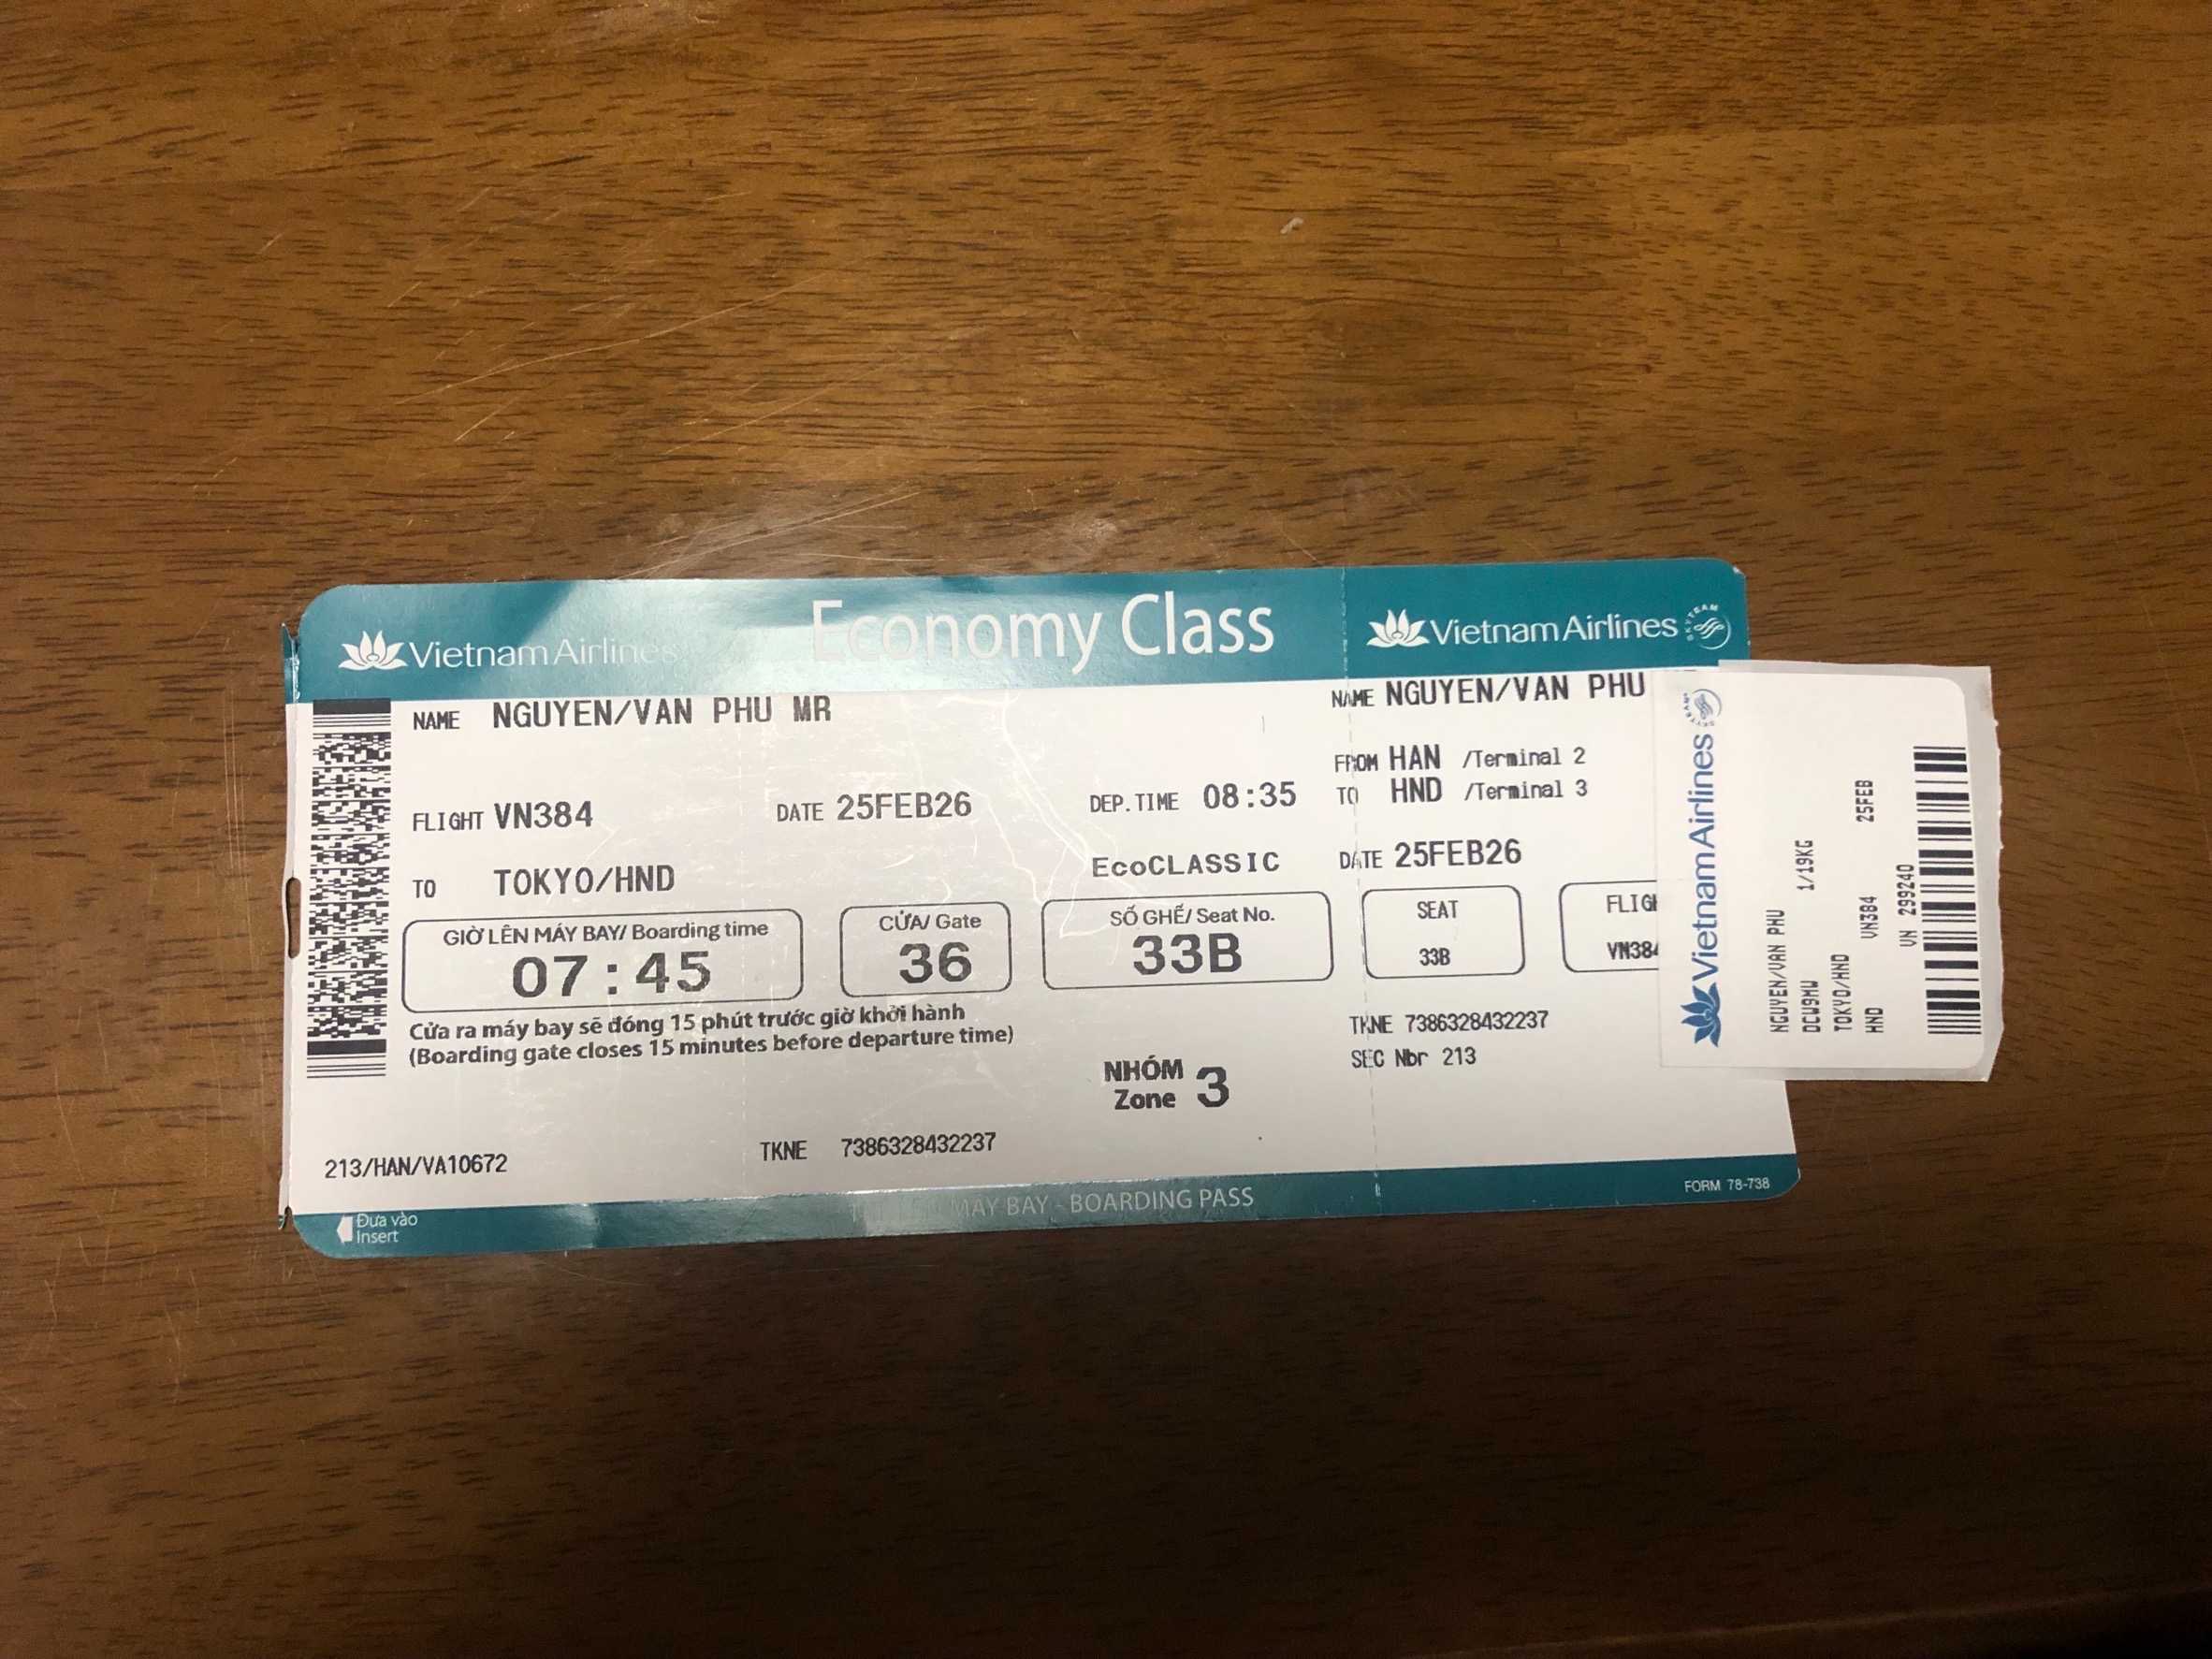 Economy Class
Vietnam Airlines
NAME NGUYEN/VAN PHU MR
FLIGHT VN384 DATE 25FEB26 DEP.TIME 08:35
TO TOKYO/HND EcoCLASSIC
GIỜ LÊN MÁY BAY/ Boarding time
07:45
CỬA/ Gate
36
SỐ GHẾ/ Seat No.
33B
Cửa ra máy bay sẽ đóng 15 phút trước giờ khởi hành
(Boarding gate closes 15 minutes before departure time)
NHÓM
Zone 3
213/HAN/VA10672 TKNE 7386328432237
Đưa vào
Insert
MÁY BAY - BOARDING PASS
Vietnam Airlines SKYTEAM
NAME NGUYEN/VAN PHU
FROM HAN /Terminal 2
TO HND /Terminal 3
DATE 25FEB26
SEAT
33B
TKNE 7386328432237
SEC Nbr 213
FORM 78-738
Vietnam Airlines SKYTEAM
NGUYEN/VAN PHU
DCW9MW 1/19KG
TOKYO/HND
HND VN384 25FEB
VN 299240